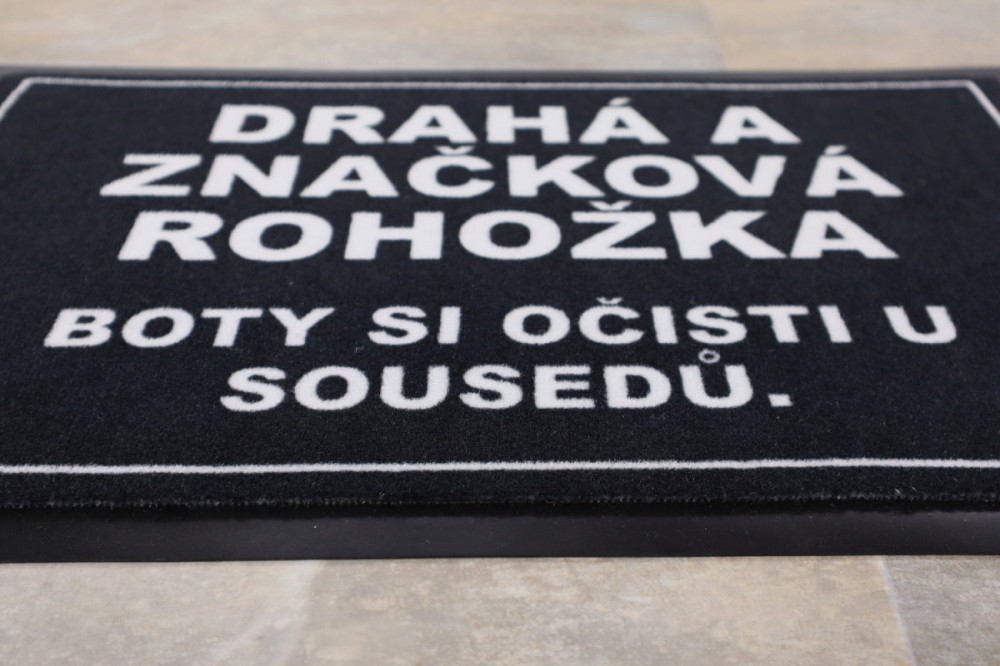 DRAHÁ A
ZNAČKOVÁ
ROHOŽKA
BOTY SI OČISTI U
SOUSEDŮ.